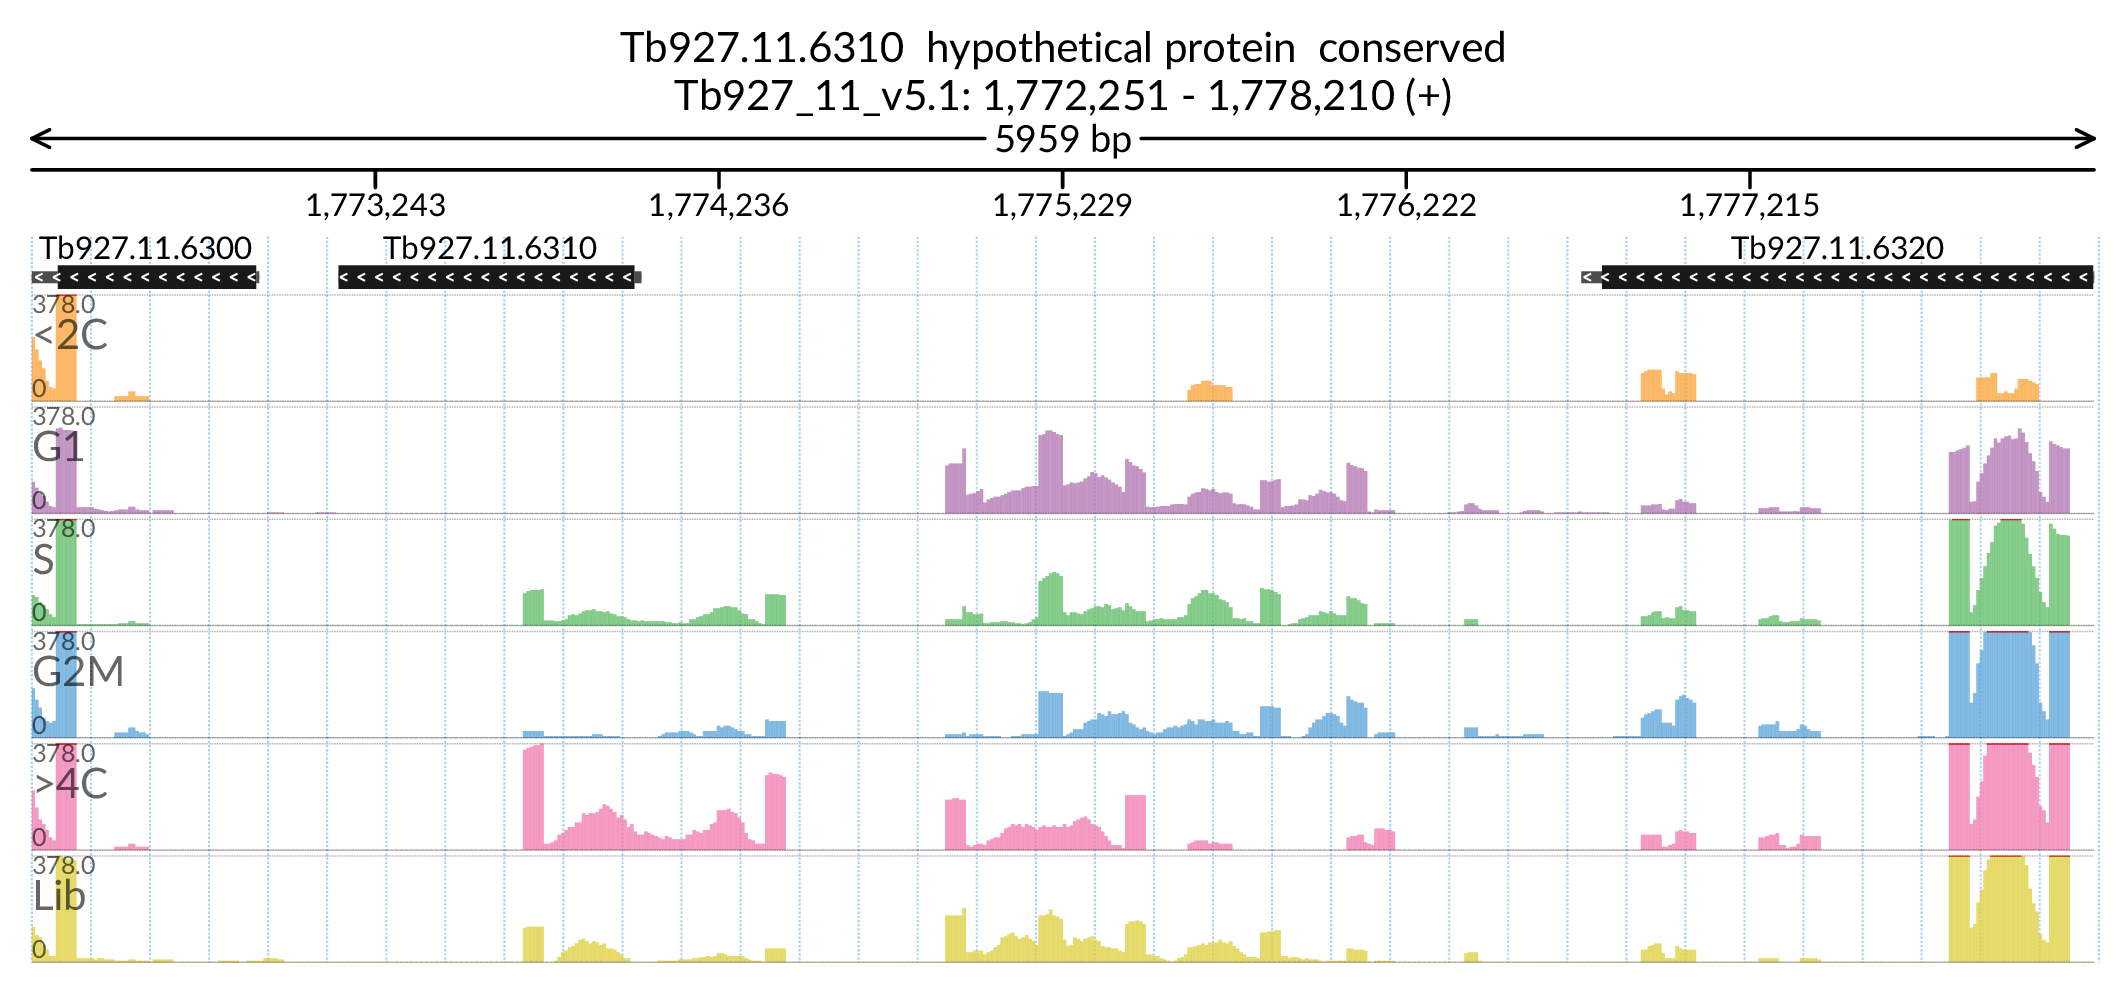 Tb927.11.6310  hypothetical protein  conserved
Tb927_11_v5.1: 1,772,251 - 1,778,210 (+)
5959 bp
1,773,243 1,774,236 1,775,229 1,776,222 1,777,215
Tb927.11.6300 Tb927.11.6310 Tb927.11.6320
378.0
<2C
0
378.0
G1
0
378.0
S
0
378.0
G2M
0
378.0
>4C
0
378.0
Lib
0